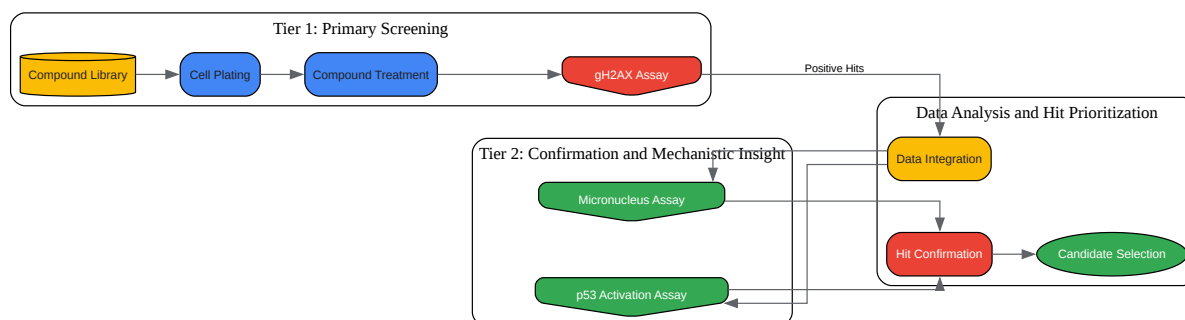 Tier 1: Primary Screening
Compound Library
Cell Plating
Compound Treatment
gH2AX Assay
Positive Hits
Data Analysis and Hit Prioritization
Data Integration
Tier 2: Confirmation and Mechanistic Insight
Micronucleus Assay
Hit Confirmation
Candidate Selection
p53 Activation Assay